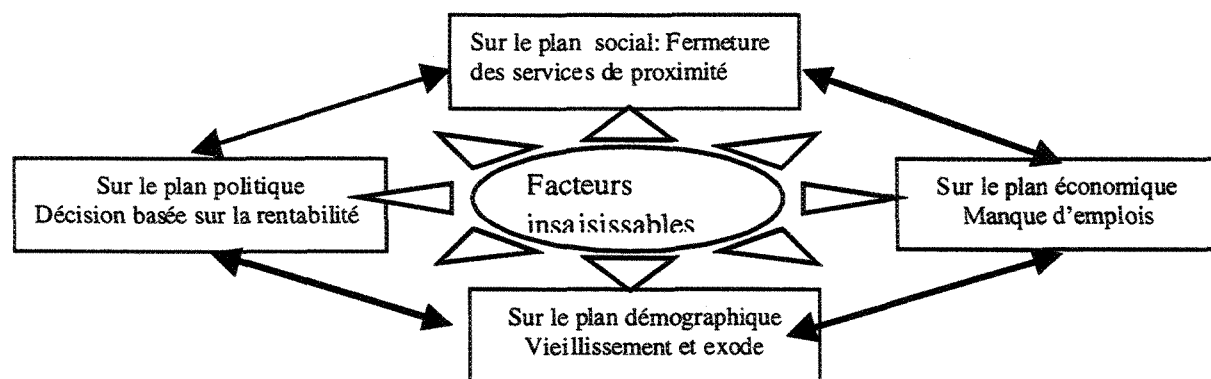 Sur le plan social: Fermeture
des services de proximité
Sur le plan politique
Décision basée sur la rentabilité
Facteurs
insaisissables
Sur le plan économique
Manque d'emplois
Sur le plan démographique
Vieillissement et exode